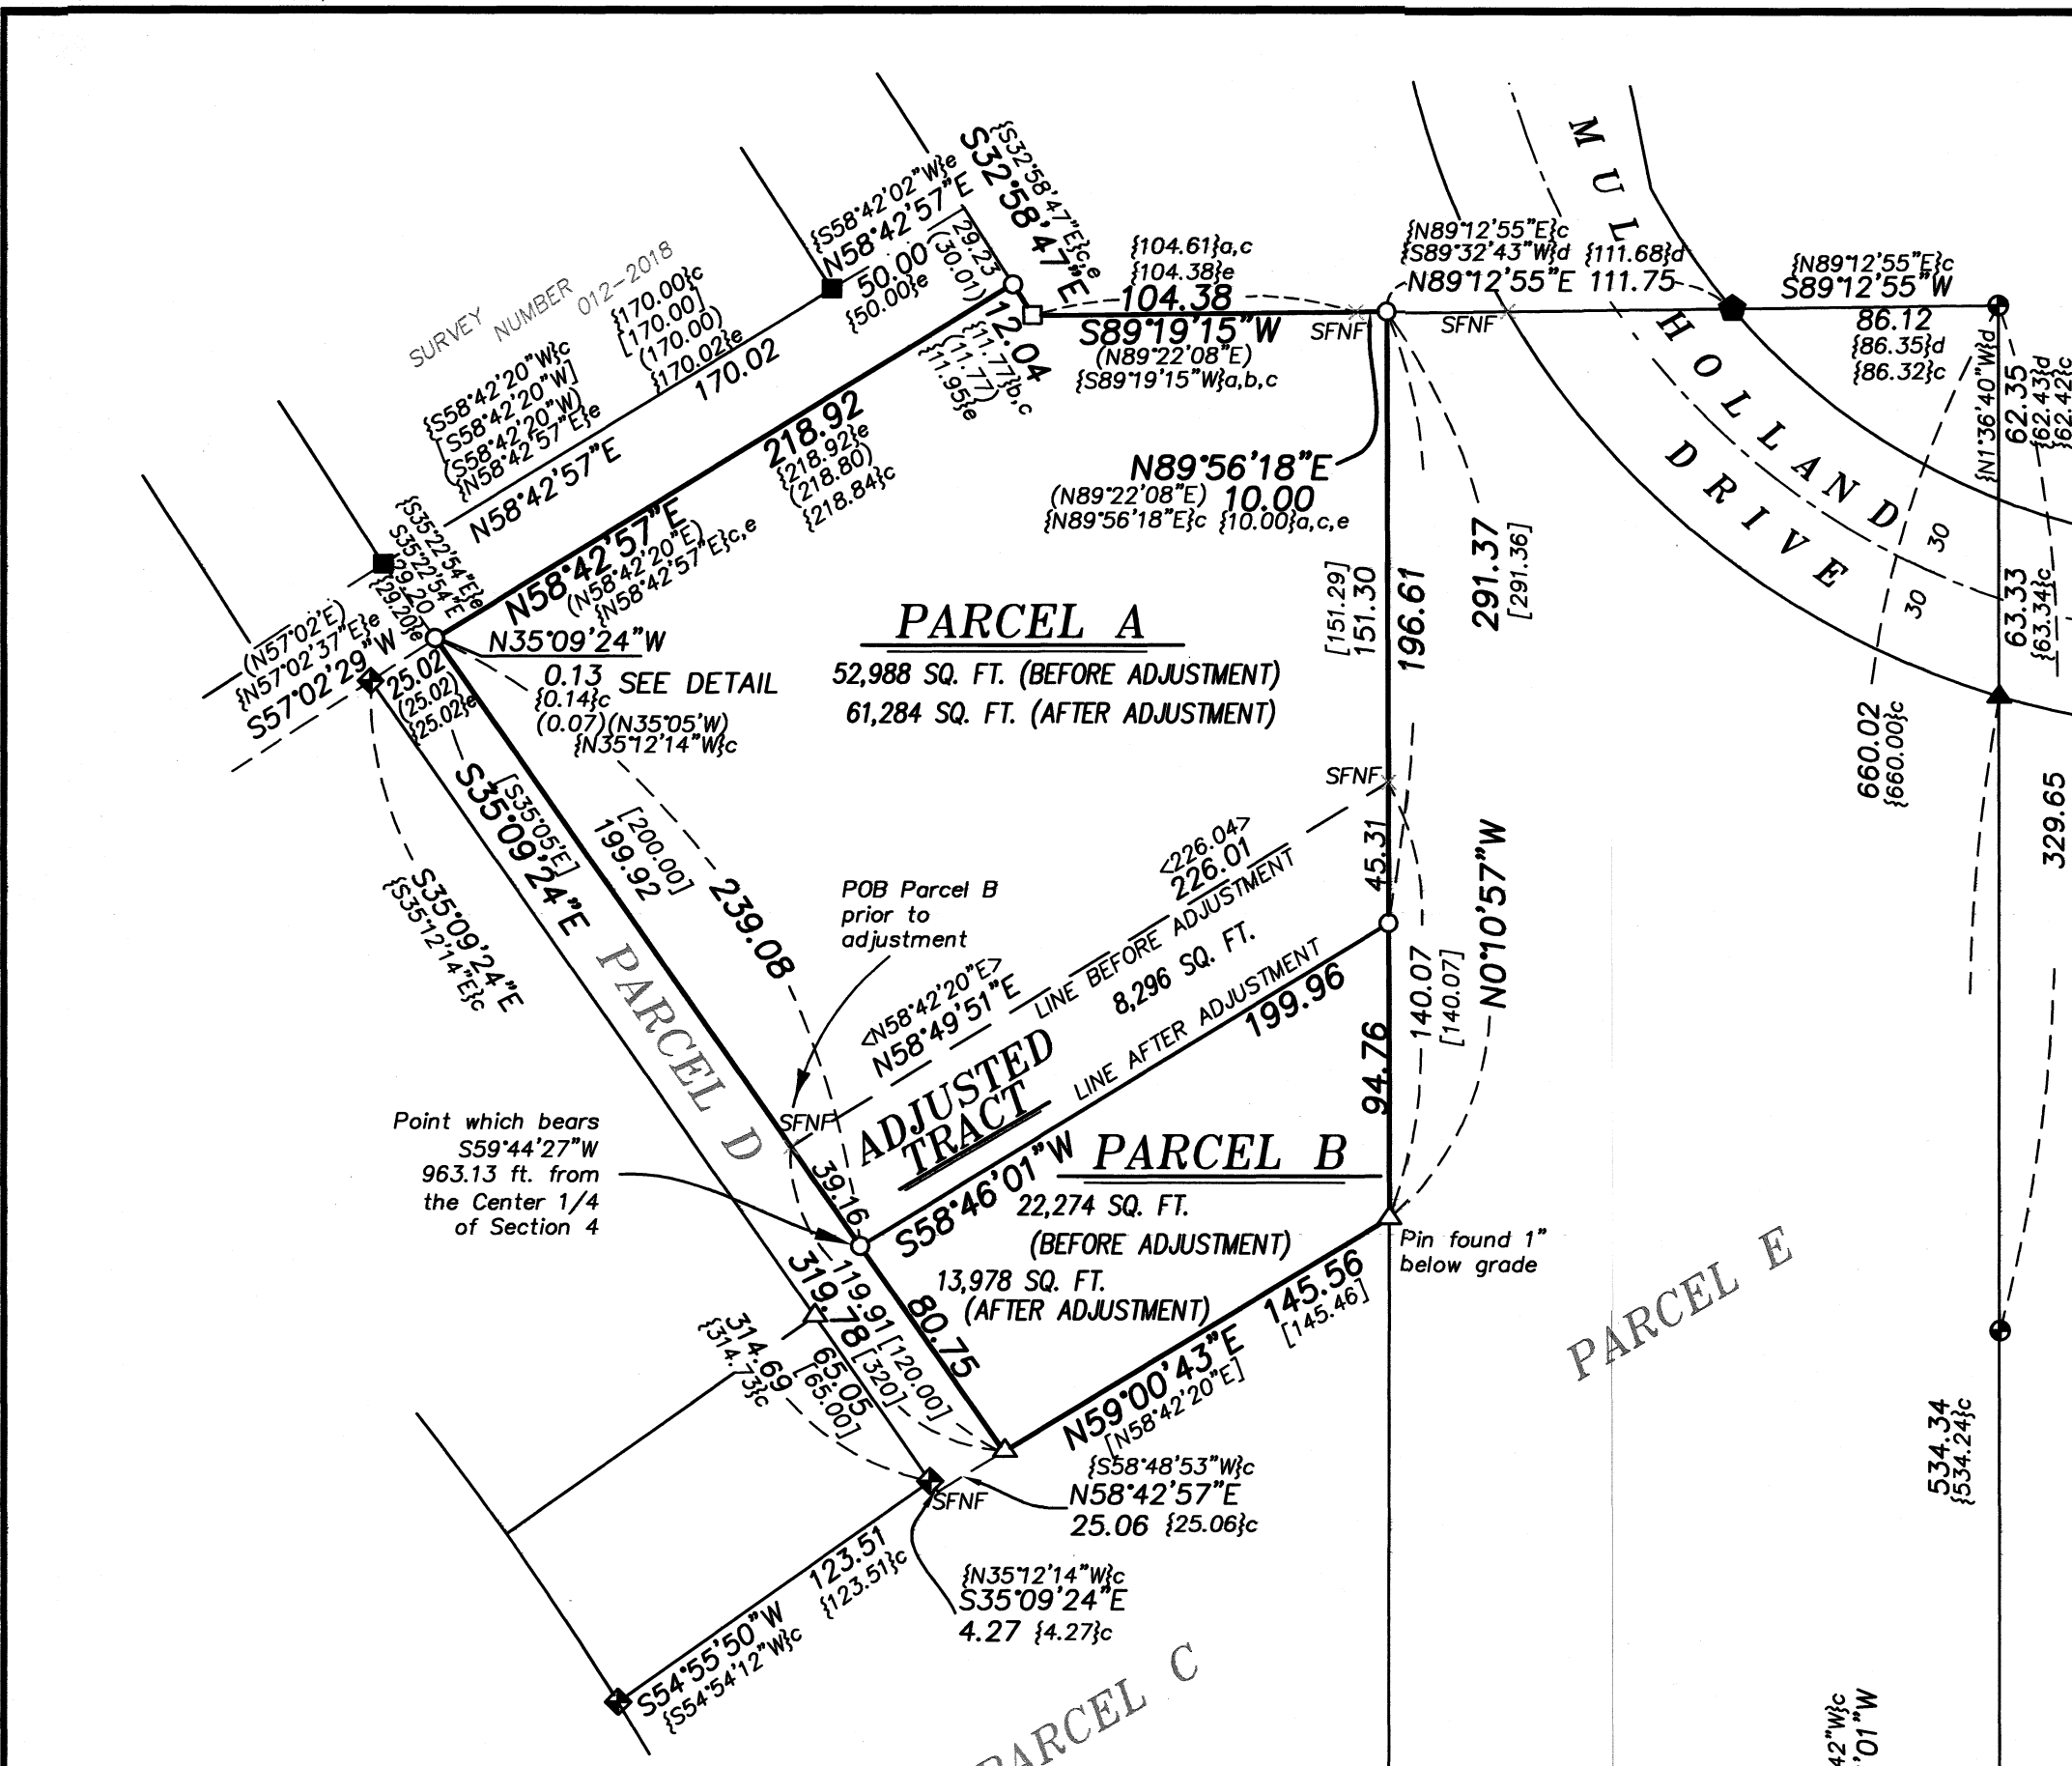 SURVEY NUMBER 012-2018
{S58°42'02"W}e
N58°42'57"E
50.00
{50.00}e
29.23
(30.01)
{S32°58'47"E}c,e
S32°58'47"E
12.04
{11.77}b,c
(11.77)
{11.95}e
{104.61}a,c
{104.38}e
104.38
S89°19'15"W
(N89°22'08"E)
{S89°19'15"W}a,b,c
SFNF
SFNF
{N89°12'55"E}c
{S89°32'43"W}d {111.68}d
N89°12'55"E 111.75
{N89°12'55"E}c
S89°12'55"W
86.12
{86.35}d
{86.32}c
MULHOLLAND
DRIVE
30
30
{N1°36'40"W}d
62.35
{62.43}d
{62.42}c
63.33
{63.34}c
660.02
{660.00}c
329.65
534.34
{534.24}c
{170.00}c
[170.00]
(170.00)
{170.02}e
170.02
{S58°42'20"W}c
[S58°42'20"W]
(S58°42'20"W)
{N58°42'57"E}e
N58°42'57"E
218.92
{218.92}e
(218.80)
{218.84}c
N58°42'57"E
(N58°42'20"E)
{N58°42'57"E}c,e
{S35°22'54"E}e
S35°22'54"E
29.20
{29.20}e
(N57°02'E)
{N57°02'37"E}e
S57°02'29"W
25.02
(25.02)
{25.02}e
N35°09'24"W
0.13 SEE DETAIL
{0.14}c
(0.07)(N35°05'W)
{N35°12'14"W}c
N89°56'18"E
(N89°22'08"E) 10.00
{N89°56'18"E}c {10.00}a,c,e
PARCEL A
52,988 SQ. FT. (BEFORE ADJUSTMENT)
61,284 SQ. FT. (AFTER ADJUSTMENT)
[151.29]
151.30
196.61
291.37
[291.36]
SFNF
45.31
N0°10'57"W
140.07
[140.07]
94.76
[S35°05'E]
S35°09'24"E
[200.00]
199.92
239.08
S35°09'24"E
{S35°12'14"E}c
PARCEL D
POB Parcel B
prior to
adjustment
<226.04>
226.01
LINE BEFORE ADJUSTMENT
<N58°42'20"E>
N58°49'51"E
8,296 SQ. FT.
ADJUSTED
TRACT
LINE AFTER ADJUSTMENT
199.96
S58°46'01"W
SFNF
39.16
Point which bears
S59°44'27"W
963.13 ft. from
the Center 1/4
of Section 4
PARCEL B
22,274 SQ. FT.
(BEFORE ADJUSTMENT)
13,978 SQ. FT.
(AFTER ADJUSTMENT)
Pin found 1"
below grade
PARCEL E
145.56
[145.46]
N59°00'43"E
[N58°42'20"E]
80.75
119.91 [120.00]
319.78
[320]
65.05
[65.00]
314.69
{314.73}c
{S58°48'53"W}c
N58°42'57"E
25.06 {25.06}c
SFNF
{N35°12'14"W}c
S35°09'24"E
4.27 {4.27}c
123.51
{123.51}c
S54°55'50"W
{S54°54'12"W}c
PARCEL C
42"W}c
'01"W